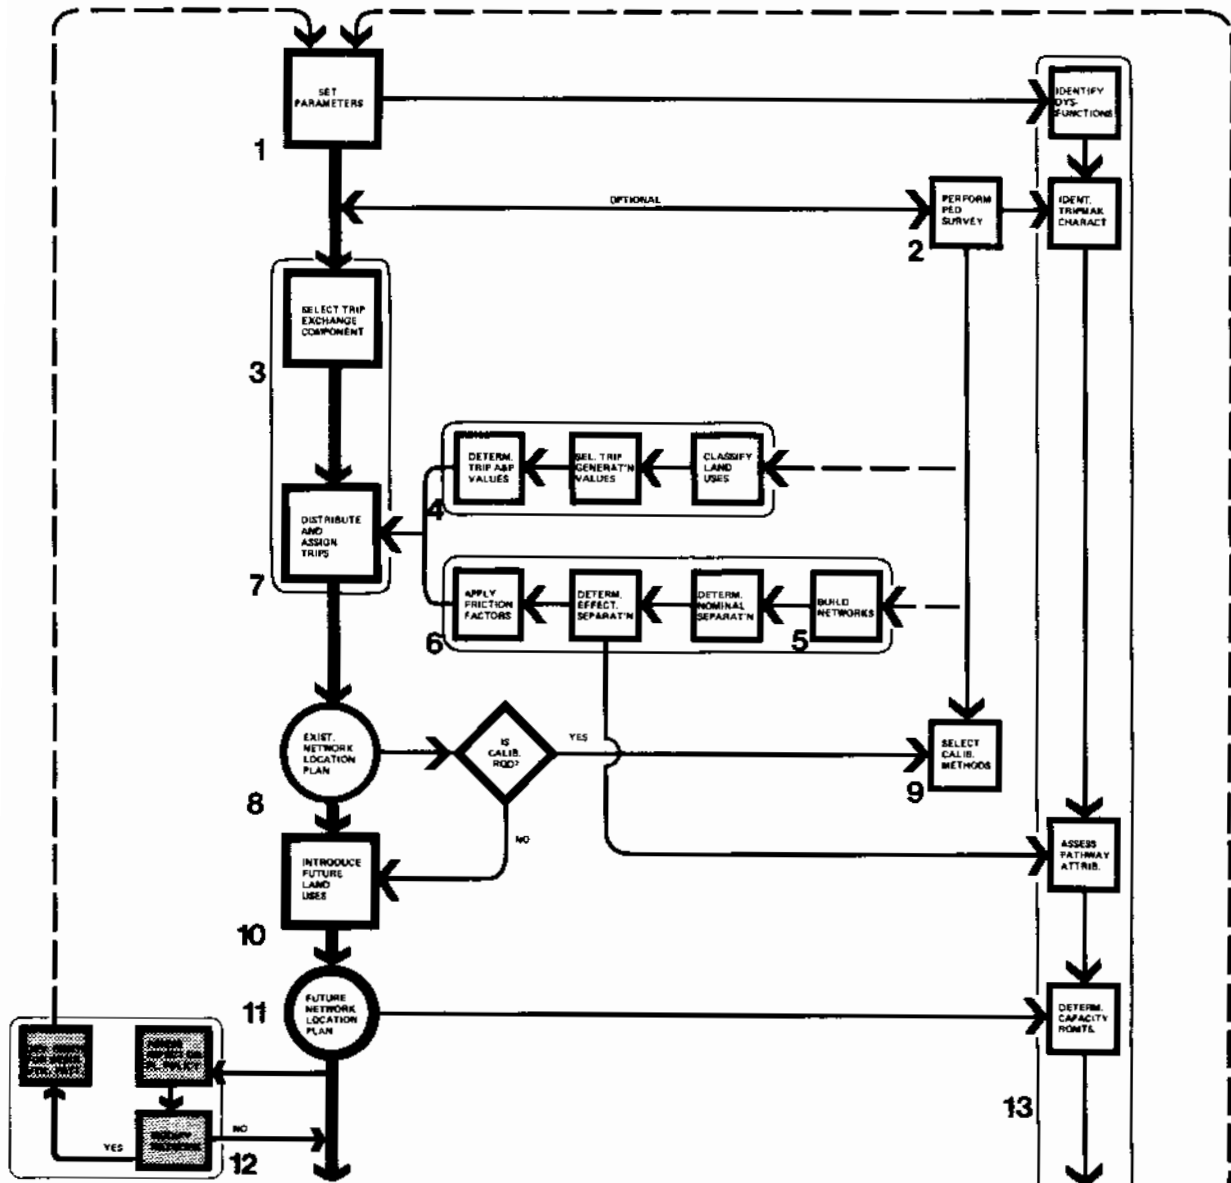 SET
PARAMETERS
1
IDENTIFY
DYS-
FUNCTIONS
OPTIONAL
PERFORM
PED
SURVEY
2
IDENT.
TRIPMAK
CHARACT
SELECT TRIP
EXCHANGE
COMPONENT
3
DETERM.
TRIP A&P
VALUES
4
SEL. TRIP
GENERAT'N
VALUES
CLASSIFY
LAND
USES
DISTRIBUTE
AND
ASSIGN
TRIPS
7
APPLY
FRICTION
FACTORS
6
DETERM.
EFFECT.
SEPARAT'N
DETERM.
NOMINAL
SEPARAT'N
5
BUILD
NETWORKS
EXIST.
NETWORK
LOCATION
PLAN
8
IS
CALIB.
RQD?
YES
NO
SELECT
CALIB.
METHODS
9
INTRODUCE
FUTURE
LAND
USES
10
ASSESS
PATHWAY
ATTRIB.
FUTURE
NETWORK
LOCATION
PLAN
11
DETERM.
CAPACITY
RQMTS.
MODIFY
NETWORK
YES
NO
12
13